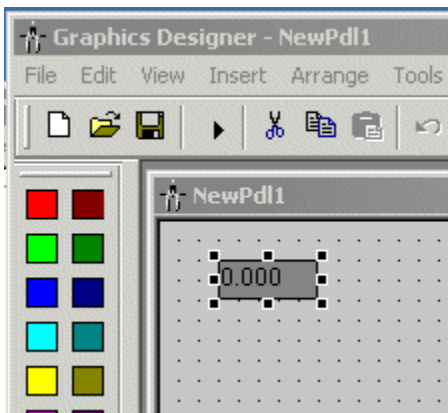 Graphics Designer - NewPdl1
File Edit View Insert Arrange Tools
NewPdl1
0.000